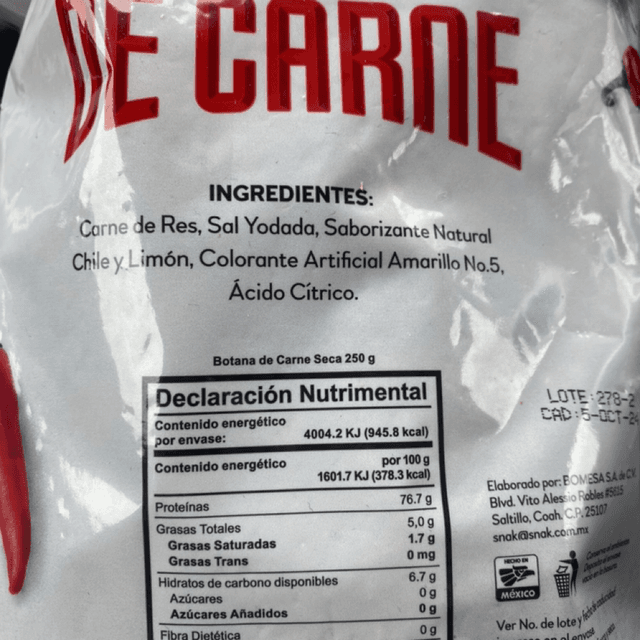 DE CARNE
INGREDIENTES:
Carne de Res, Sal Yodada, Saborizante Natural
Chile y Limón, Colorante Artificial Amarillo No.5,
Ácido Cítrico.
Botana de Carne Seca 250 g
Declaración Nutrimental
Contenido energético
por envase: 4004.2 KJ (945.8 kcal)
por 100 g
Contenido energético 1601.7 KJ (378.3 kcal)
Proteínas 76.7 g
Grasas Totales 5,0 g
Grasas Saturadas 1.7 g
Grasas Trans 0 mg
Hidratos de carbono disponibles 6.7 g
Azúcares 0 g
Azúcares Añadidos 0 g
Fibra Dietética 0 g
LOTE:278-2
CAD:5-OCT-24
Elaborado por: BOMESA S.A. de C.V.
Blvd. Vito Alessio Robles #5615
Saltillo, Coah. C.P. 25107
snak@snak.com.mx
HECHO EN
MÉXICO
Ver No. de lote y